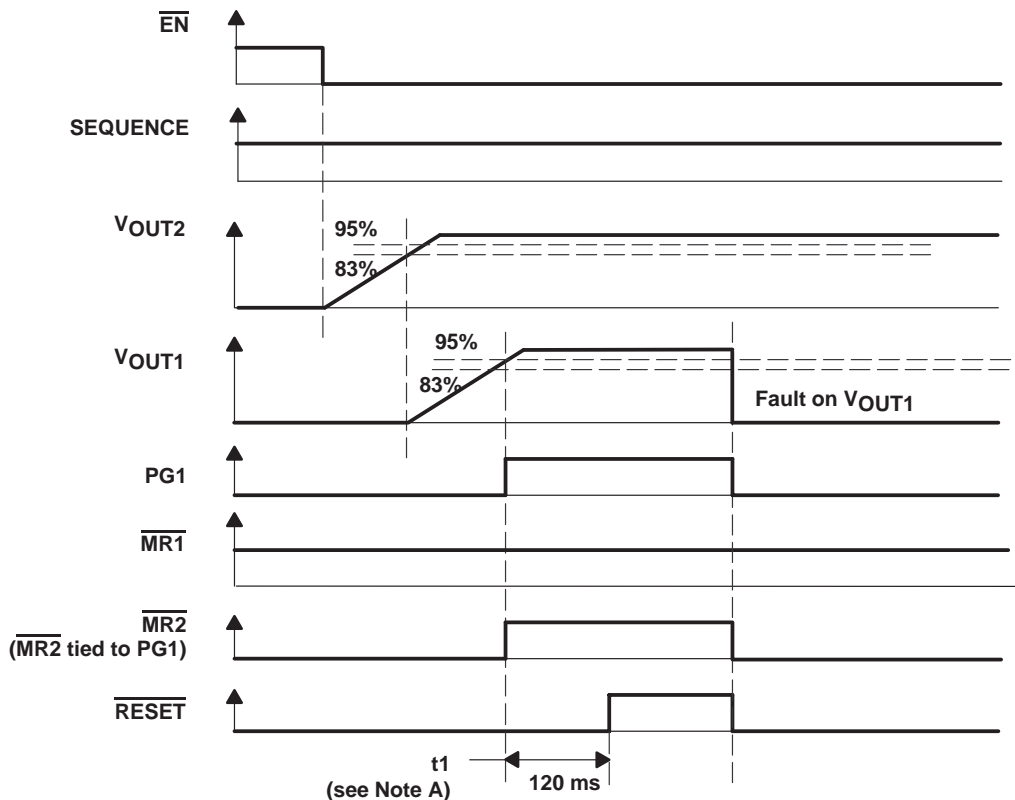 EN
SEQUENCE
VOUT2
95%
83%
VOUT1
95%
83%
Fault on VOUT1
PG1
MR1
MR2
(MR2 tied to PG1)
RESET
t1
(see Note A)
120 ms